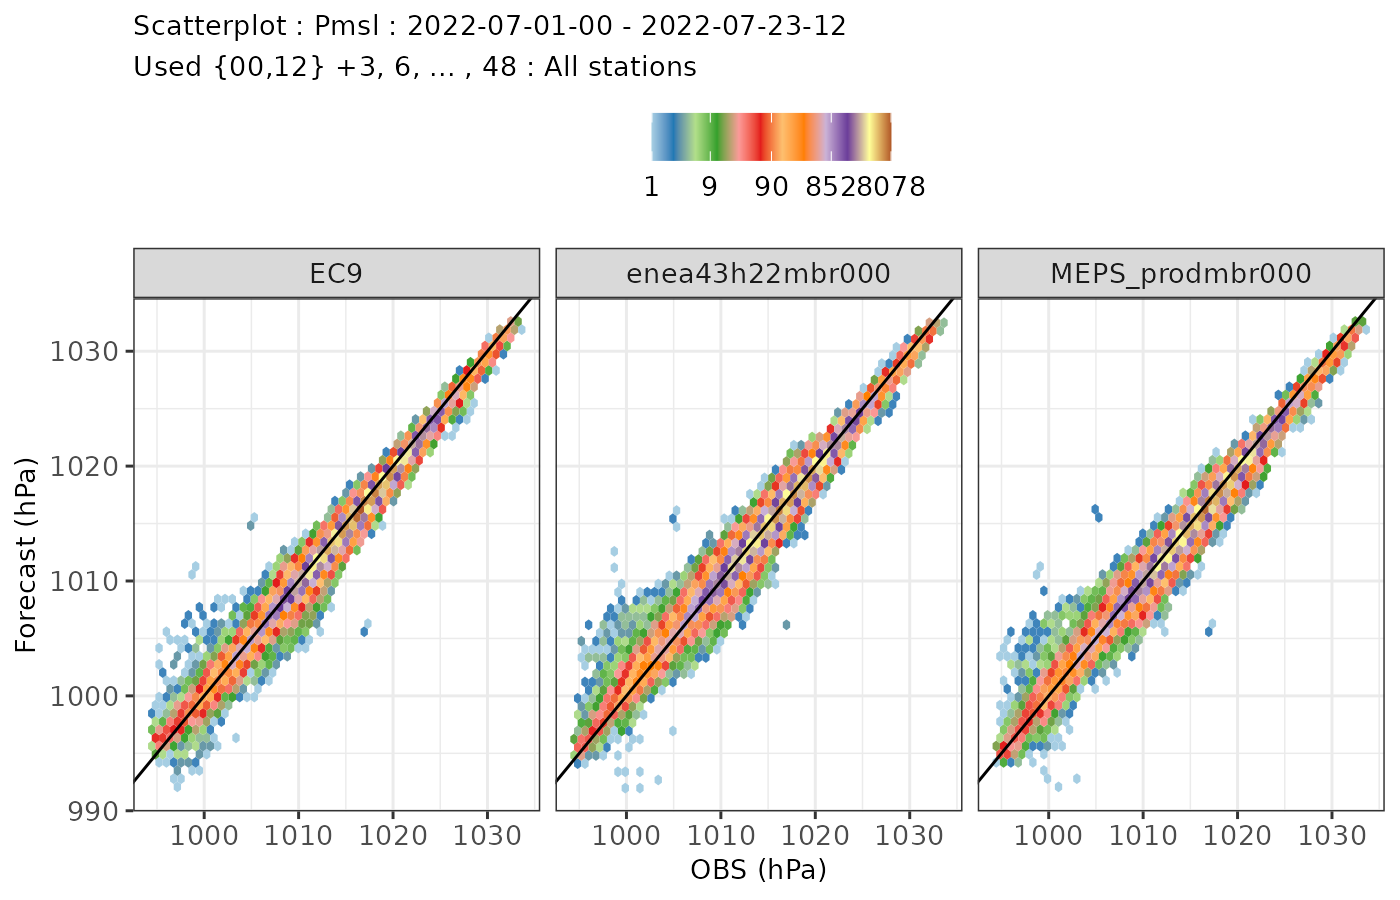 Scatterplot : Pmsl : 2022-07-01-00 - 2022-07-23-12
Used {00,12} +3, 6, ... , 48 : All stations
1 9 90 852 8078
EC9 enea43h22mbr000 MEPS_prodmbr000
Forecast (hPa)
1030
1020
1010
1000
990
1000 1010 1020 1030 1000 1010 1020 1030 1000 1010 1020 1030
OBS (hPa)